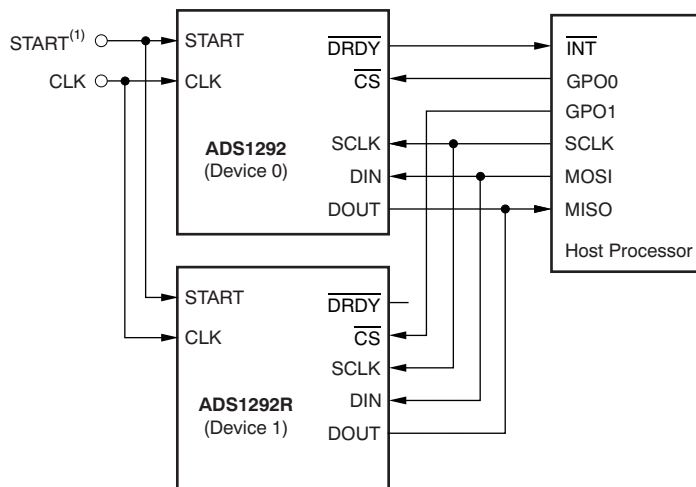 START(1)
CLK
START
CLK
ADS1292
(Device 0)
DRDY
CS
SCLK
DIN
DOUT
INT
GPO0
GPO1
SCLK
MOSI
MISO
Host Processor
START
CLK
ADS1292R
(Device 1)
DRDY
CS
SCLK
DIN
DOUT